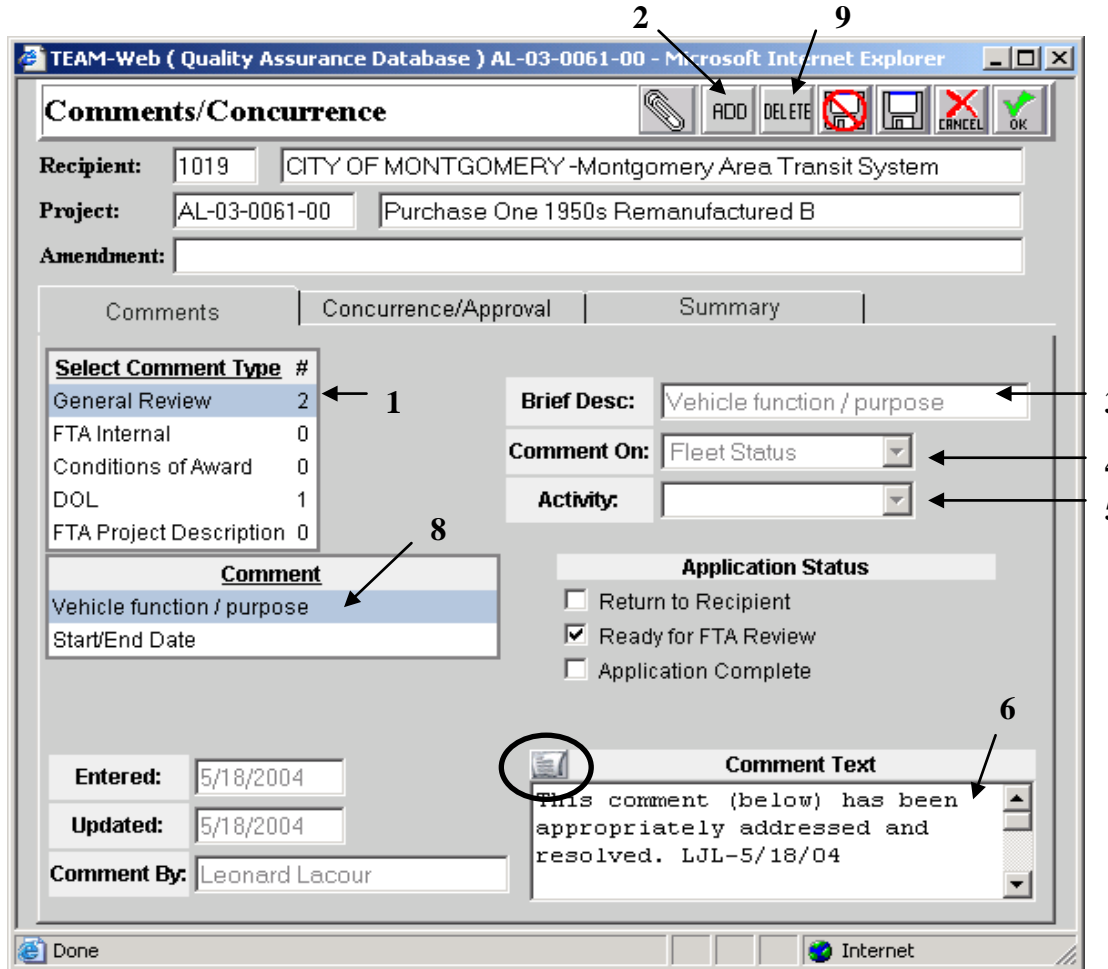 2 9
TEAM-Web ( Quality Assurance Database ) AL-03-0061-00 - Microsoft Internet Explorer
Comments/Concurrence ADD DELETE CANCEL OK
Recipient: 1019 CITY OF MONTGOMERY -Montgomery Area Transit System
Project: AL-03-0061-00 Purchase One 1950s Remanufactured B
Amendment:
Comments Concurrence/Approval Summary
Select Comment Type #
General Review 2 1 Brief Desc: Vehicle function / purpose
FTA Internal 0
Conditions of Award 0 Comment On: Fleet Status
DOL 1 Activity:
FTA Project Description 0
8
Comment Application Status
Vehicle function / purpose Return to Recipient
Start/End Date Ready for FTA Review
Application Complete
6
Entered: 5/18/2004 Comment Text
Updated: 5/18/2004 This comment (below) has been
appropriately addressed and
Comment By: Leonard Lacour resolved. LJL-5/18/04
Done Internet